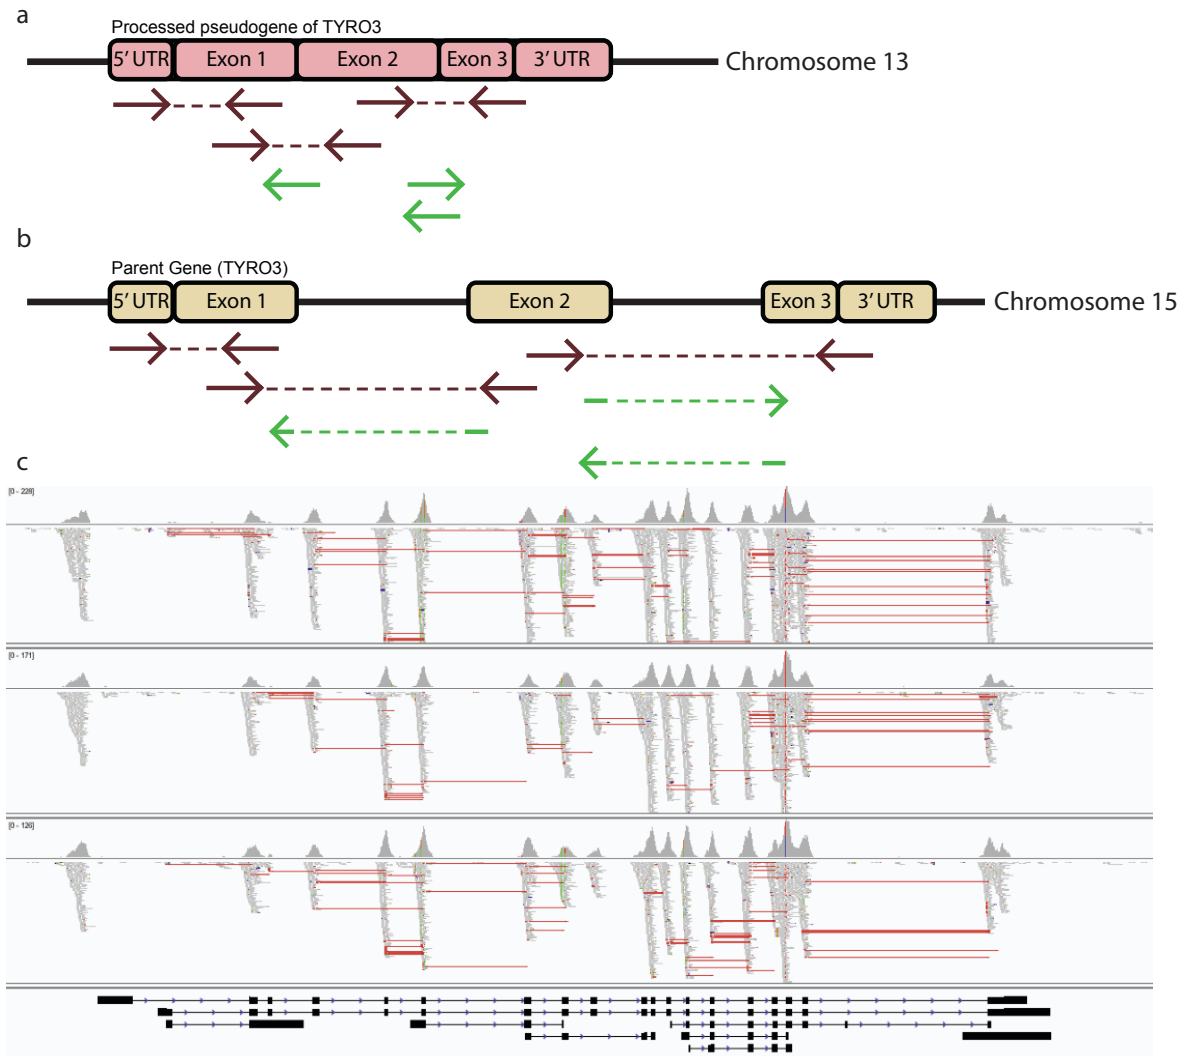 a
Processed pseudogene of TYRO3
5' UTR Exon 1 Exon 2 Exon 3 3' UTR Chromosome 13
b
Parent Gene (TYRO3)
5' UTR Exon 1 Exon 2 Exon 3 3' UTR Chromosome 15
c
[0 - 228]
[0 - 171]
[0 - 126]